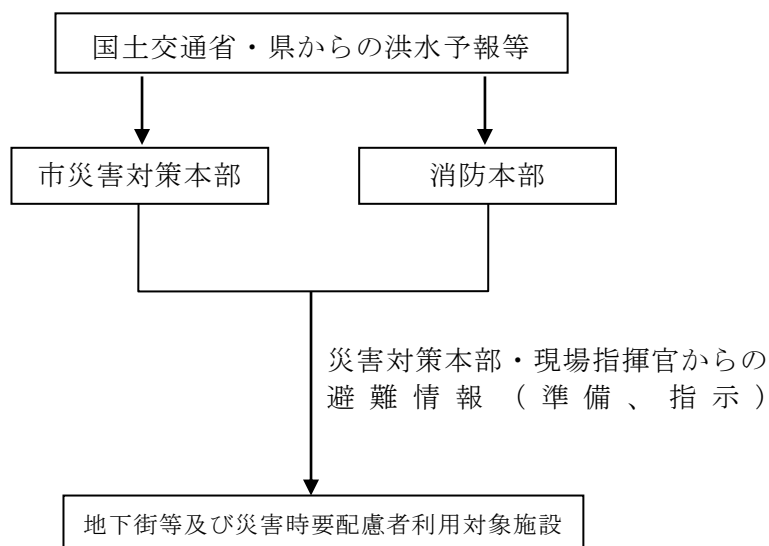 国土交通省・県からの洪水予報等
市災害対策本部
消防本部
災害対策本部・現場指揮官からの
避難情報(準備、指示)
地下街等及び災害時要配慮者利用対象施設